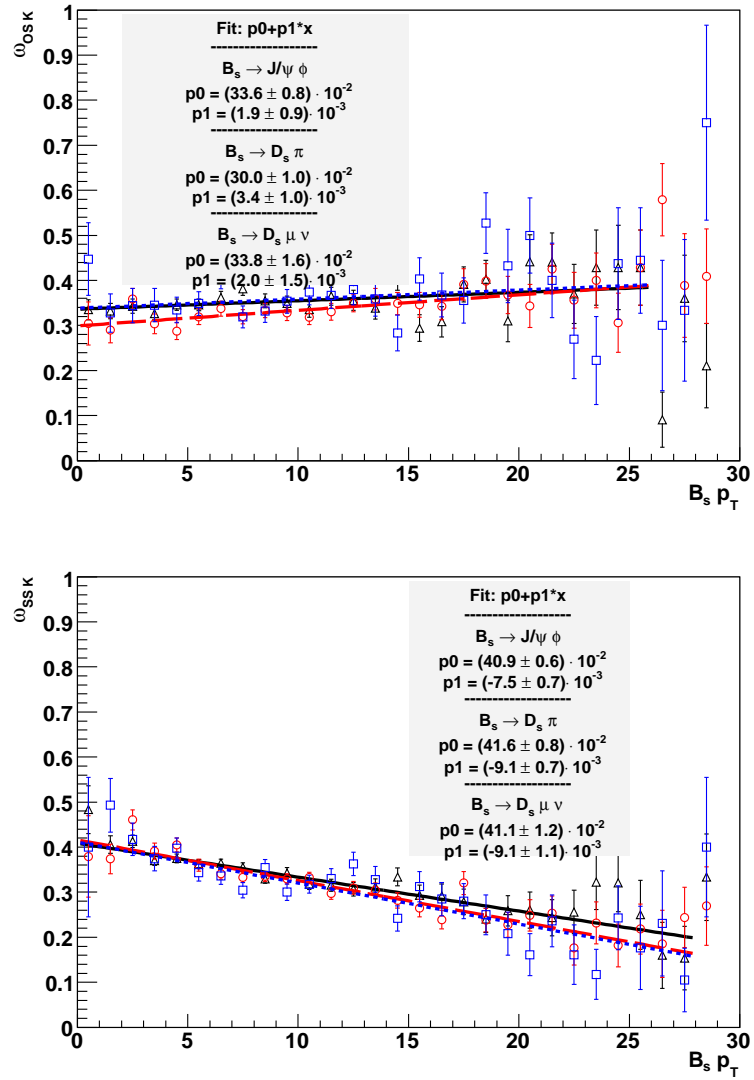 ω OS K
1
0.9
0.8
0.7
0.6
0.5
0.4
0.3
0.2
0.1
0
Fit: p0+p1*x
--------------------
B_s → J/ψ φ
p0 = (33.6 ± 0.8) · 10^-2
p1 = (1.9 ± 0.9) · 10^-3
--------------------
B_s → D_s π
p0 = (30.0 ± 1.0) · 10^-2
p1 = (3.4 ± 1.0) · 10^-3
--------------------
B_s → D_s μ ν
p0 = (33.8 ± 1.6) · 10^-2
p1 = (2.0 ± 1.5) · 10^-3
0 5 10 15 20 25 30
B_s p_T
ω SS K
1
0.9
0.8
0.7
0.6
0.5
0.4
0.3
0.2
0.1
0
Fit: p0+p1*x
--------------------
B_s → J/ψ φ
p0 = (40.9 ± 0.6) · 10^-2
p1 = (-7.5 ± 0.7) · 10^-3
--------------------
B_s → D_s π
p0 = (41.6 ± 0.8) · 10^-2
p1 = (-9.1 ± 0.7) · 10^-3
--------------------
B_s → D_s μ ν
p0 = (41.1 ± 1.2) · 10^-2
p1 = (-9.1 ± 1.1) · 10^-3
0 5 10 15 20 25 30
B_s p_T